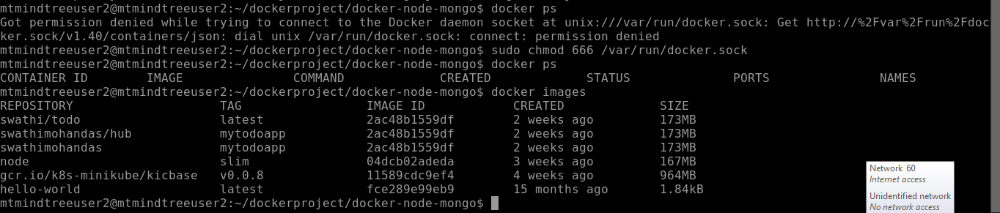 mtmindtreeuser2@mtmindtreeuser2:~/dockerproject/docker-node-mongo$ docker ps
Got permission denied while trying to connect to the Docker daemon socket at unix:///var/run/docker.sock: Get http://%2Fvar%2Frun%2Fdoc
ker.sock/v1.40/containers/json: dial unix /var/run/docker.sock: connect: permission denied
mtmindtreeuser2@mtmindtreeuser2:~/dockerproject/docker-node-mongo$ sudo chmod 666 /var/run/docker.sock
mtmindtreeuser2@mtmindtreeuser2:~/dockerproject/docker-node-mongo$ docker ps
CONTAINER ID        IMAGE               COMMAND             CREATED             STATUS              PORTS               NAMES
mtmindtreeuser2@mtmindtreeuser2:~/dockerproject/docker-node-mongo$ docker images
REPOSITORY                    TAG                 IMAGE ID            CREATED             SIZE
swathi/todo                   latest              2ac48b1559df        2 weeks ago         173MB
swathimohandas/hub            mytodoapp           2ac48b1559df        2 weeks ago         173MB
swathimohandas                mytodoapp           2ac48b1559df        2 weeks ago         173MB
node                          slim                04dcb02adeda        3 weeks ago         167MB
gcr.io/k8s-minikube/kicbase   v0.0.8              11589cdc9ef4        4 weeks ago         964MB
hello-world                   latest              fce289e99eb9        15 months ago       1.84kB
mtmindtreeuser2@mtmindtreeuser2:~/dockerproject/docker-node-mongo$
Network 60
Internet access
Unidentified network
No network access